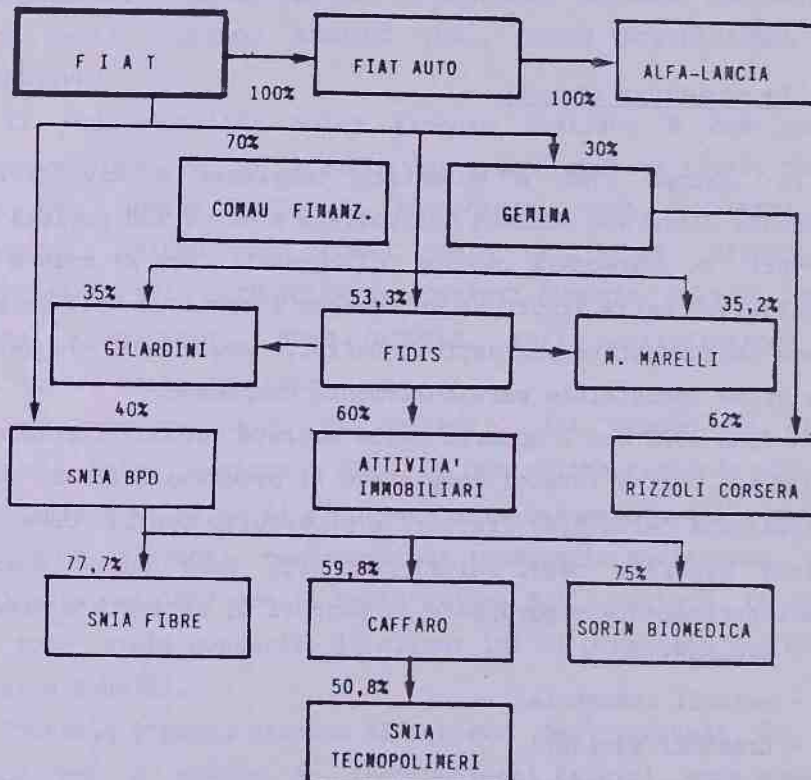 F I A T
FIAT AUTO
ALFA-LANCIA
100%
100%
70%
30%
COMAU FINANZ.
GEMINA
35%
53,3%
35,2%
GILARDINI
FIDIS
M. MARELLI
40%
60%
62%
SNIA BPD
ATTIVITA'
IMMOBILIARI
RIZZOLI CORSERA
77,7%
59,8%
75%
SNIA FIBRE
CAFFARO
SORIN BIOMEDICA
50,8%
SNIA
TECNOPOLIMERI